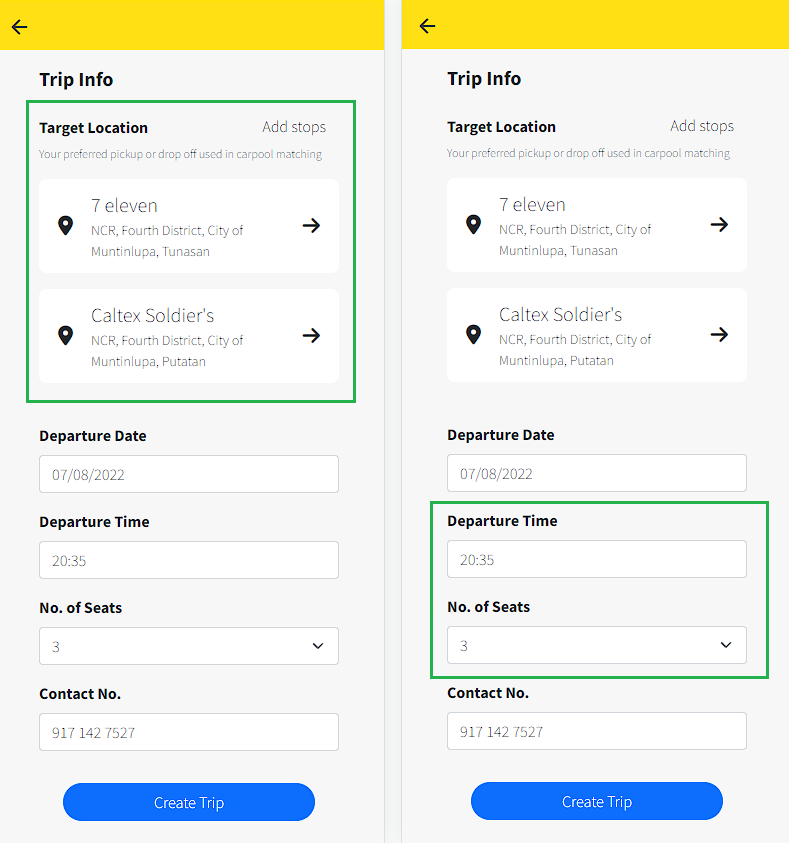 Trip Info
Target Location Add stops
Your preferred pickup or drop off used in carpool matching
7 eleven
NCR, Fourth District, City of
Muntinlupa, Tunasan
Caltex Soldier's
NCR, Fourth District, City of
Muntinlupa, Putatan
Departure Date
07/08/2022
Departure Time
20:35
No. of Seats
3
Contact No.
917 142 7527
Create Trip
Trip Info
Target Location Add stops
Your preferred pickup or drop off used in carpool matching
7 eleven
NCR, Fourth District, City of
Muntinlupa, Tunasan
Caltex Soldier's
NCR, Fourth District, City of
Muntinlupa, Putatan
Departure Date
07/08/2022
Departure Time
20:35
No. of Seats
3
Contact No.
917 142 7527
Create Trip